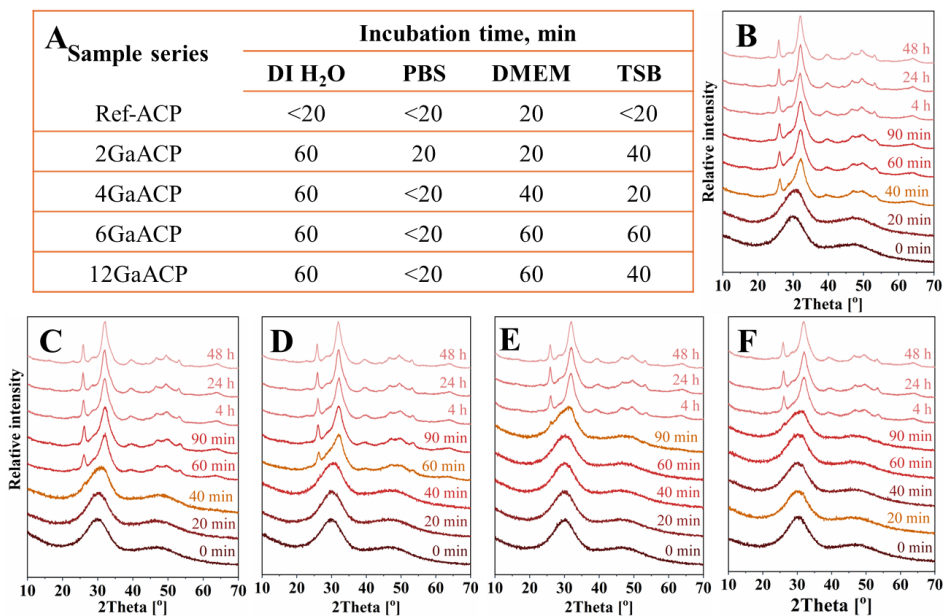 A
Sample series
Incubation time, min
DI H₂O PBS DMEM TSB
Ref-ACP <20 <20 20 <20
2GaACP 60 20 20 40
4GaACP 60 <20 40 20
6GaACP 60 <20 60 60
12GaACP 60 <20 60 40
B
Relative intensity
48 h
24 h
4 h
90 min
60 min
40 min
20 min
0 min
10 20 30 40 50 60 70
2Theta [º]
C
Relative intensity
48 h
24 h
4 h
90 min
60 min
40 min
20 min
0 min
10 20 30 40 50 60 70
2Theta [º]
D
48 h
24 h
4 h
90 min
60 min
40 min
20 min
0 min
10 20 30 40 50 60 70
2Theta [º]
E
48 h
24 h
4 h
90 min
60 min
40 min
20 min
0 min
10 20 30 40 50 60 70
2Theta [º]
F
48 h
24 h
4 h
90 min
60 min
40 min
20 min
0 min
10 20 30 40 50 60 70
2Theta [º]